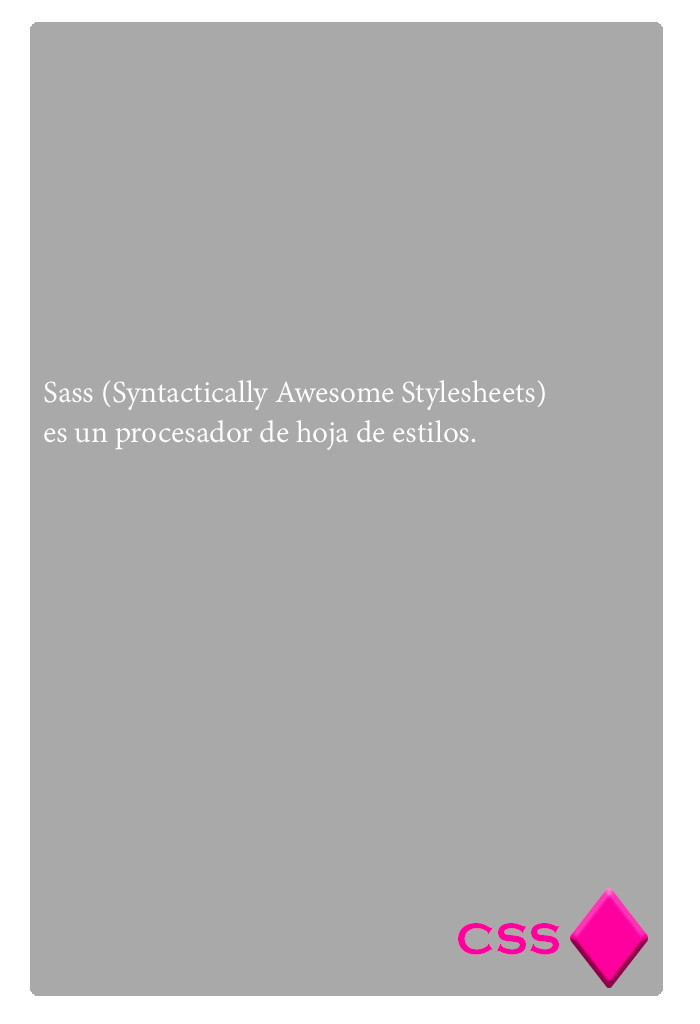 Sass (Syntactically Awesome Stylesheets)
es un procesador de hoja de estilos.
CSS